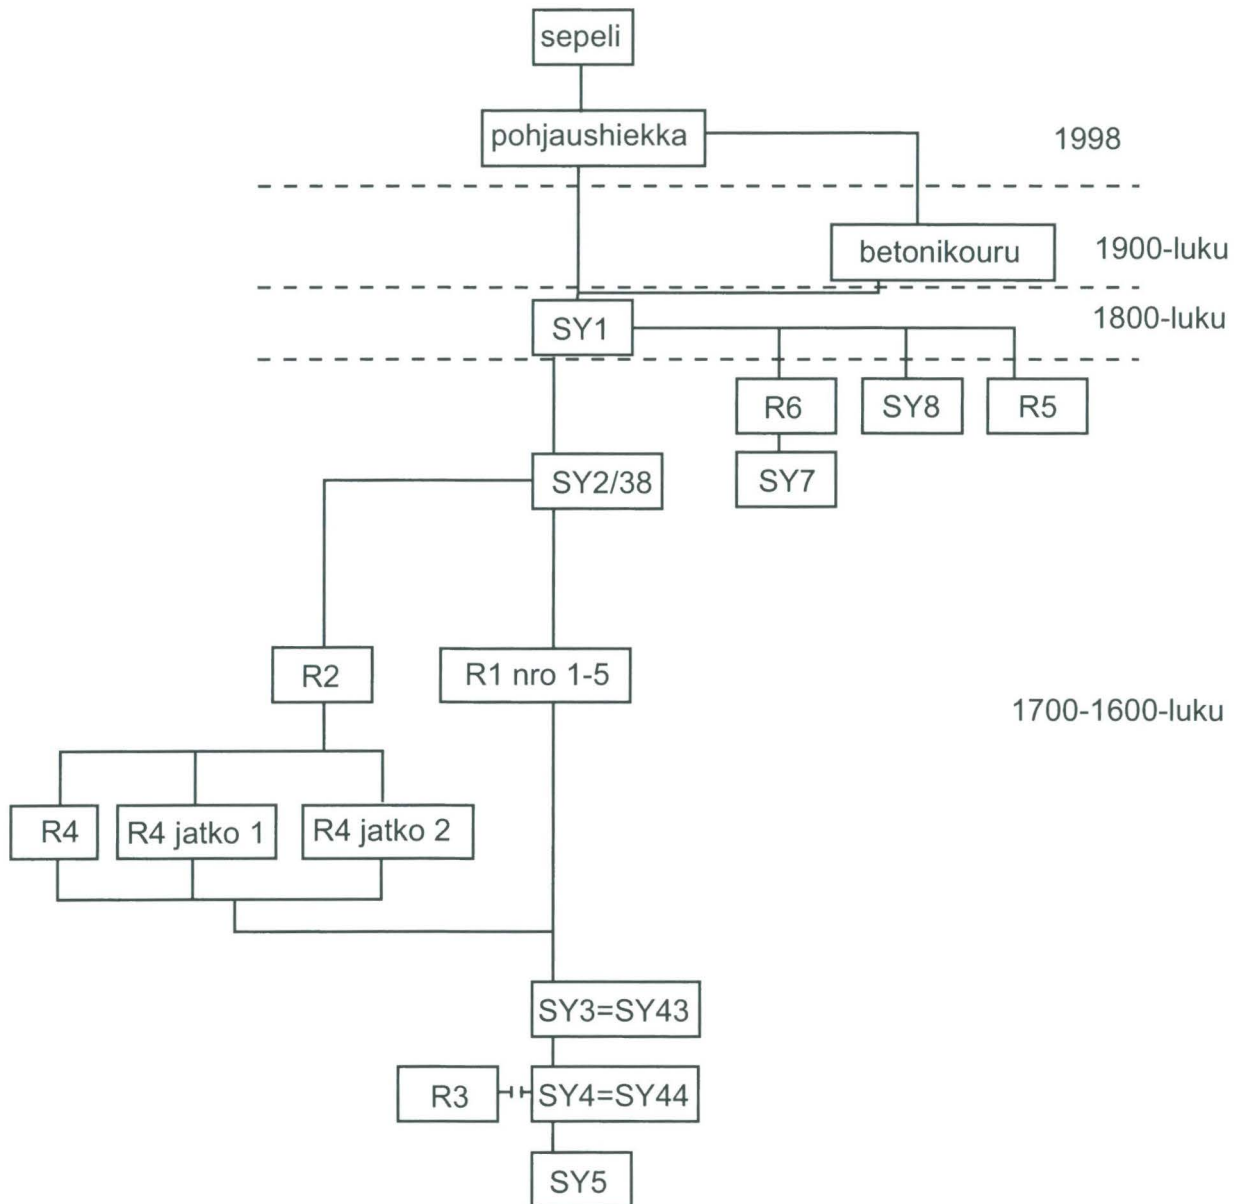 sepeli
pohjaushiekka
1998
betonikouru
1900-luku
SY1
1800-luku
R6
SY8
R5
SY2/38
SY7
R2
R1 nro 1-5
1700-1600-luku
R4
R4 jatko 1
R4 jatko 2
SY3=SY43
R3
SY4=SY44
SY5